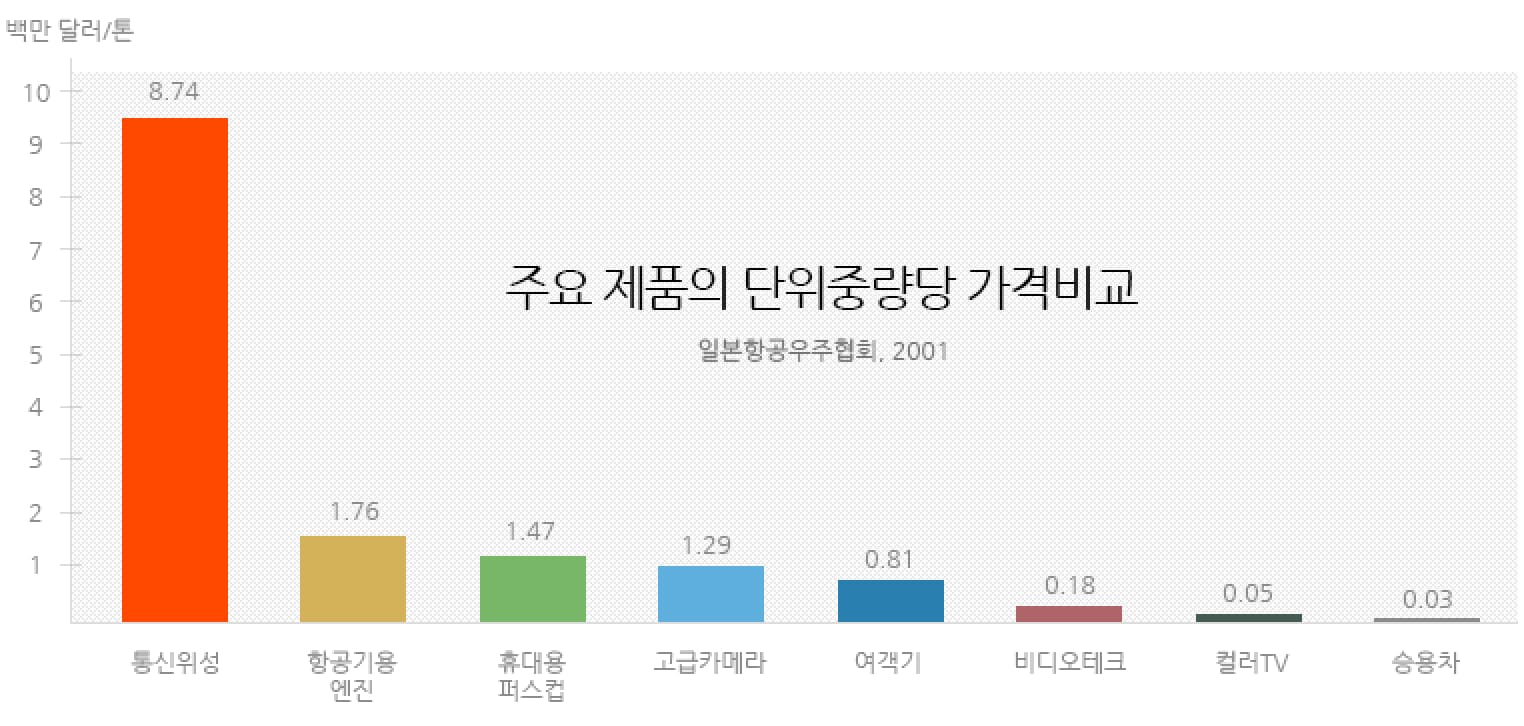 백만 달러/톤
10
9
8
7
6
5
4
3
2
1
8.74
1.76
1.47
1.29
0.81
0.18
0.05
0.03
주요 제품의 단위중량당 가격비교
일본항공우주협회, 2001
통신위성
항공기용
엔진
휴대용
퍼스컵
고급카메라
여객기
비디오테크
컬러TV
승용차